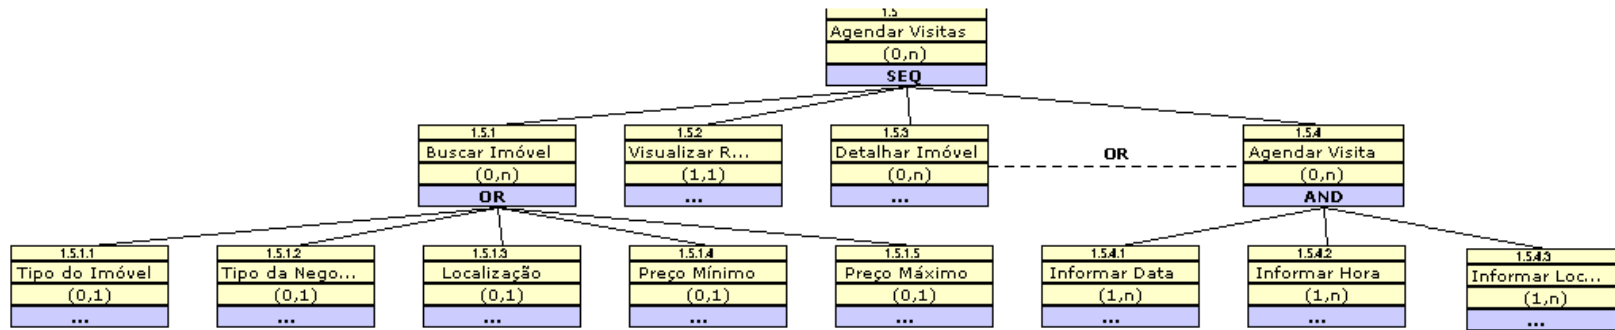 1.5
Agendar Visitas
(0,n)
SEQ
1.5.1
Buscar Imóvel
(0,n)
OR
1.5.2
Visualizar R...
(1,1)
...
1.5.3
Detalhar Imóvel
(0,n)
...
OR
1.5.4
Agendar Visita
(0,n)
AND
1.5.1.1
Tipo do Imóvel
(0,1)
...
1.5.1.2
Tipo da Nego...
(0,1)
...
1.5.1.3
Localização
(0,1)
...
1.5.1.4
Preço Mínimo
(0,1)
...
1.5.1.5
Preço Máximo
(0,1)
...
1.5.4.1
Informar Data
(1,n)
...
1.5.4.2
Informar Hora
(1,n)
...
1.5.4.3
Informar Loc...
(1,n)
...